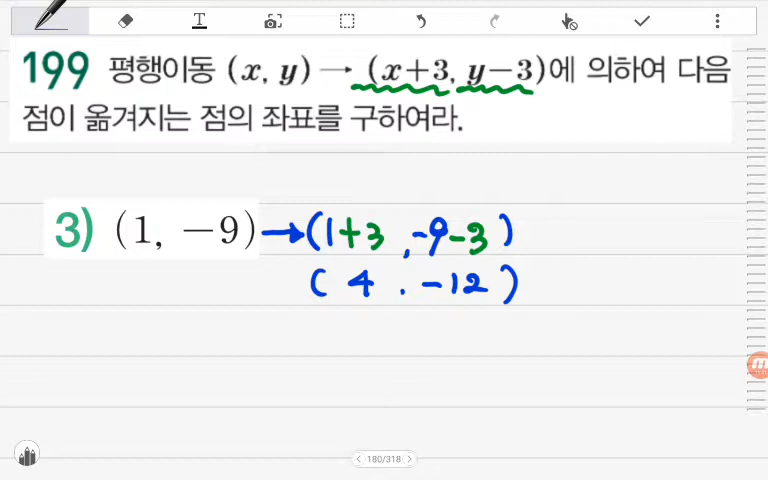 199 평행이동 (x, y) → (x+3, y−3)에 의하여 다음
점이 옮겨지는 점의 좌표를 구하여라.
3) (1, −9) → (1+3, -9-3)
(4. -12)
180/318